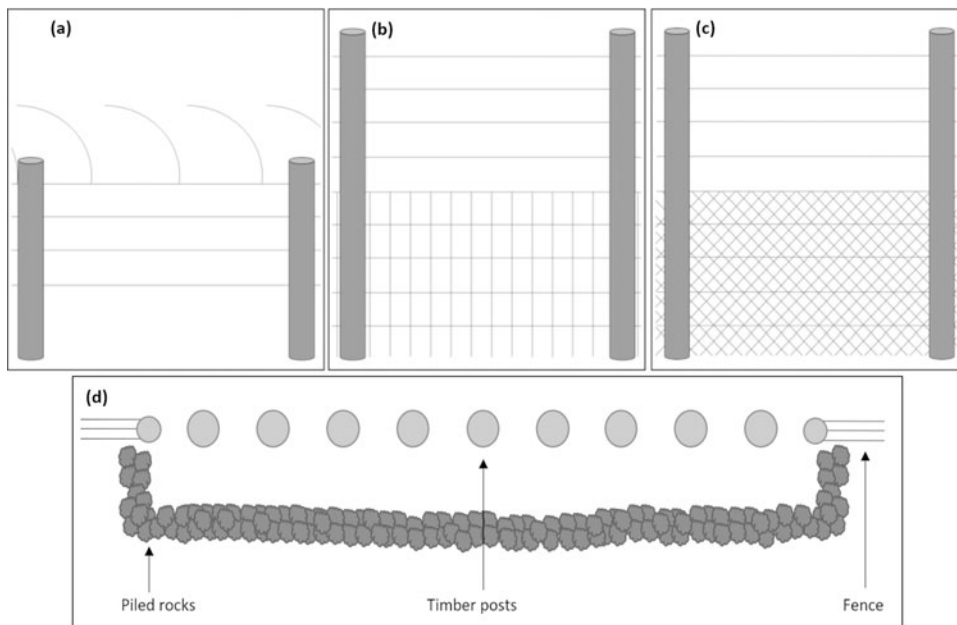 (a)
(b)
(c)
(d)
Piled rocks
Timber posts
Fence